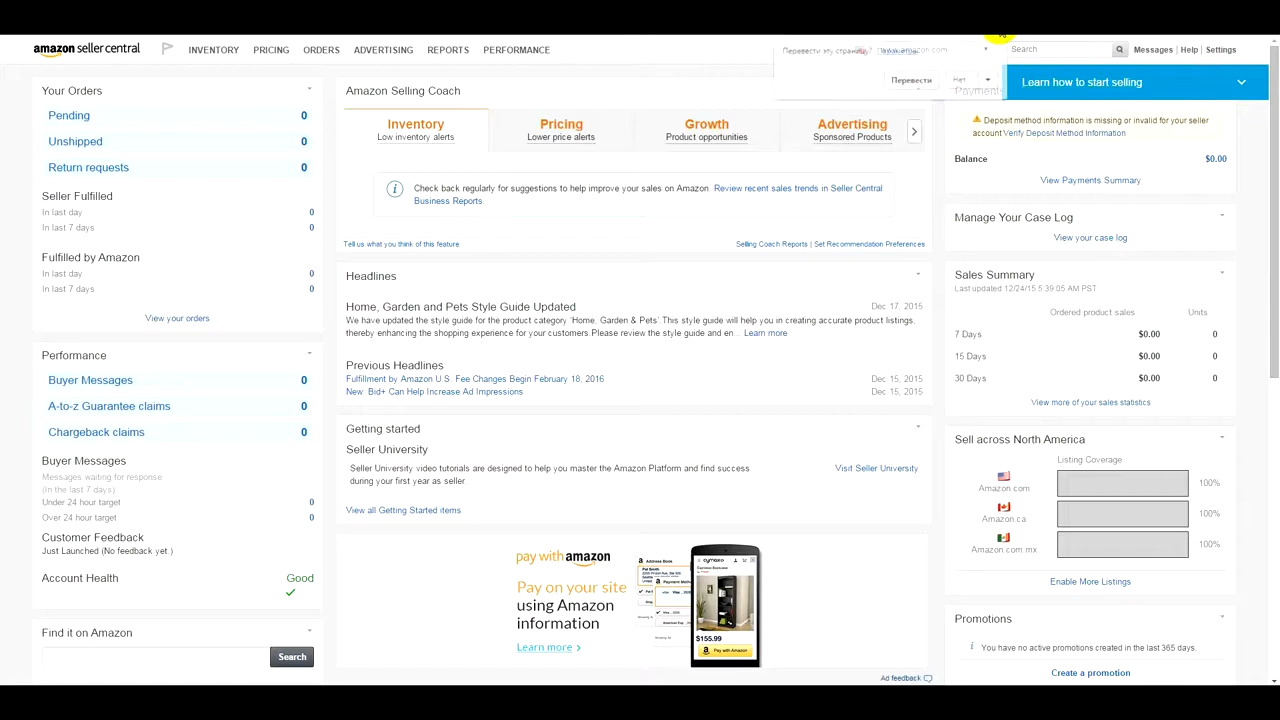 amazon seller central
INVENTORY PRICING ORDERS ADVERTISING REPORTS PERFORMANCE
Перевести эту страницу? www.amazon.com
Перевести Нет
Search
Messages | Help | Settings
Learn how to start selling
Your Orders
Pending 0
Unshipped 0
Return requests 0
Seller Fulfilled
In last day 0
In last 7 days 0
Fulfilled by Amazon
In last day 0
In last 7 days 0
View your orders
Performance
Buyer Messages 0
A-to-z Guarantee claims 0
Chargeback claims 0
Buyer Messages
Messages waiting for response
(in the last 7 days)
Under 24 hour target 0
Over 24 hour target 0
Customer Feedback
Just Launched (No feedback yet.)
Account Health Good
Find it on Amazon
Search
Amazon Selling Coach
Inventory
Low inventory alerts
Pricing
Lower price alerts
Growth
Product opportunities
Advertising
Sponsored Products
Check back regularly for suggestions to help improve your sales on Amazon. Review recent sales trends in Seller Central
Business Reports.
Tell us what you think of this feature.
Selling Coach Reports | Set Recommendation Preferences
Headlines
Home, Garden and Pets Style Guide Updated Dec 17, 2015
We have updated the style guide for the product category 'Home, Garden & Pets'.This style guide will help you in creating accurate product listings,
thereby enhancing the shopping experience for your customers.Please review the style guide and en... Learn more
Previous Headlines
Fulfillment by Amazon U.S. Fee Changes Begin February 18, 2016 Dec 15, 2015
New: Bid+ Can Help Increase Ad Impressions Dec 15, 2015
Getting started
Seller University
Seller University video tutorials are designed to help you master the Amazon Platform and find success
during your first year as seller.
Visit Seller University
View all Getting Started items
pay with amazon
Pay on your site
using Amazon
information
Learn more
Address Book
Pat Smith
Payment Method
cymaxo
$155.99
Pay with Amazon
Ad feedback
Payments
Deposit method information is missing or invalid for your seller
account Verify Deposit Method Information
Balance $0.00
View Payments Summary
Manage Your Case Log
View your case log
Sales Summary
Last updated 12/24/15 5:39:05 AM PST
Ordered product sales Units
7 Days $0.00 0
15 Days $0.00 0
30 Days $0.00 0
View more of your sales statistics
Sell across North America
Listing Coverage
Amazon.com 100%
Amazon.ca 100%
Amazon.com.mx 100%
Enable More Listings
Promotions
You have no active promotions created in the last 365 days.
Create a promotion